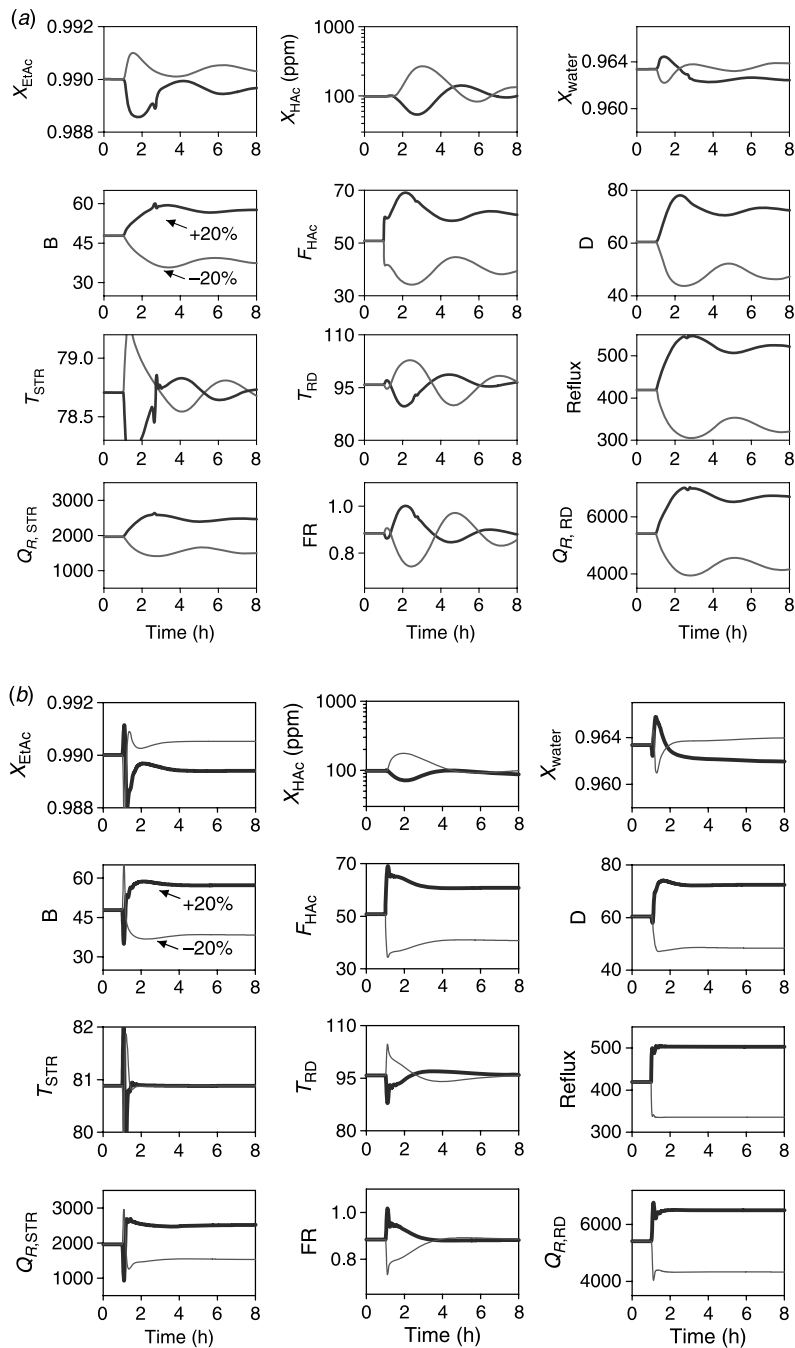 (a)
0.992
0.990
0.988
X_EtAc
0 2 4 6 8
1000
100
X_HAc (ppm)
0 2 4 6 8
0.964
0.960
X_water
0 2 4 6 8
60
45
30
B
+20%
−20%
0 2 4 6 8
70
50
30
F_HAc
0 2 4 6 8
80
60
40
D
0 2 4 6 8
79.0
78.5
T_STR
0 2 4 6 8
110
95
80
T_RD
0 2 4 6 8
500
400
300
Reflux
0 2 4 6 8
3000
2000
1000
Q_R, STR
0 2 4 6 8
Time (h)
1.0
0.8
FR
0 2 4 6 8
Time (h)
6000
4000
Q_R, RD
0 2 4 6 8
Time (h)
(b)
0.992
0.990
0.988
X_EtAc
0 2 4 6 8
1000
100
X_HAc (ppm)
0 2 4 6 8
0.964
0.960
X_water
0 2 4 6 8
60
45
30
B
+20%
−20%
0 2 4 6 8
70
50
30
F_HAc
0 2 4 6 8
80
60
40
D
0 2 4 6 8
82
81
80
T_STR
0 2 4 6 8
110
95
80
T_RD
0 2 4 6 8
500
400
300
Reflux
0 2 4 6 8
3000
2000
1000
Q_R,STR
0 2 4 6 8
Time (h)
1.0
0.8
FR
0 2 4 6 8
Time (h)
6000
4000
Q_R,RD
0 2 4 6 8
Time (h)